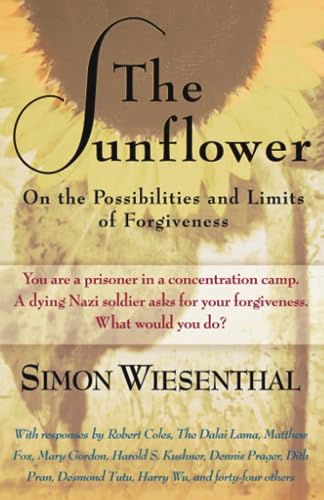 The
Sunflower
On the Possibilities and Limits
of Forgiveness
You are a prisoner in a concentration camp.
A dying Nazi soldier asks for your forgiveness.
What would you do?
SIMON WIESENTHAL
With responses by Robert Coles, The Dalai Lama, Matthew
Fox, Mary Gordon, Harold S. Kushner, Dennis Prager, Dith
Pran, Desmond Tutu, Harry Wu, and forty-four others